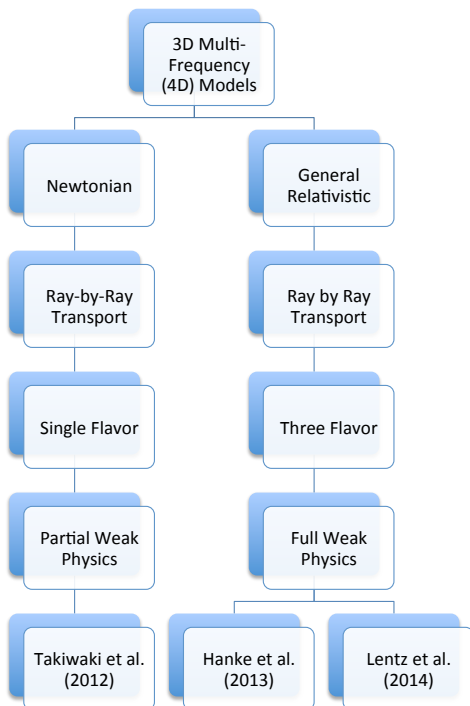 3D Multi-
Frequency
(4D) Models
Newtonian
General
Relativistic
Ray-by-Ray
Transport
Ray by Ray
Transport
Single Flavor
Three Flavor
Partial Weak
Physics
Full Weak
Physics
Takiwaki et al.
(2012)
Hanke et al.
(2013)
Lentz et al.
(2014)